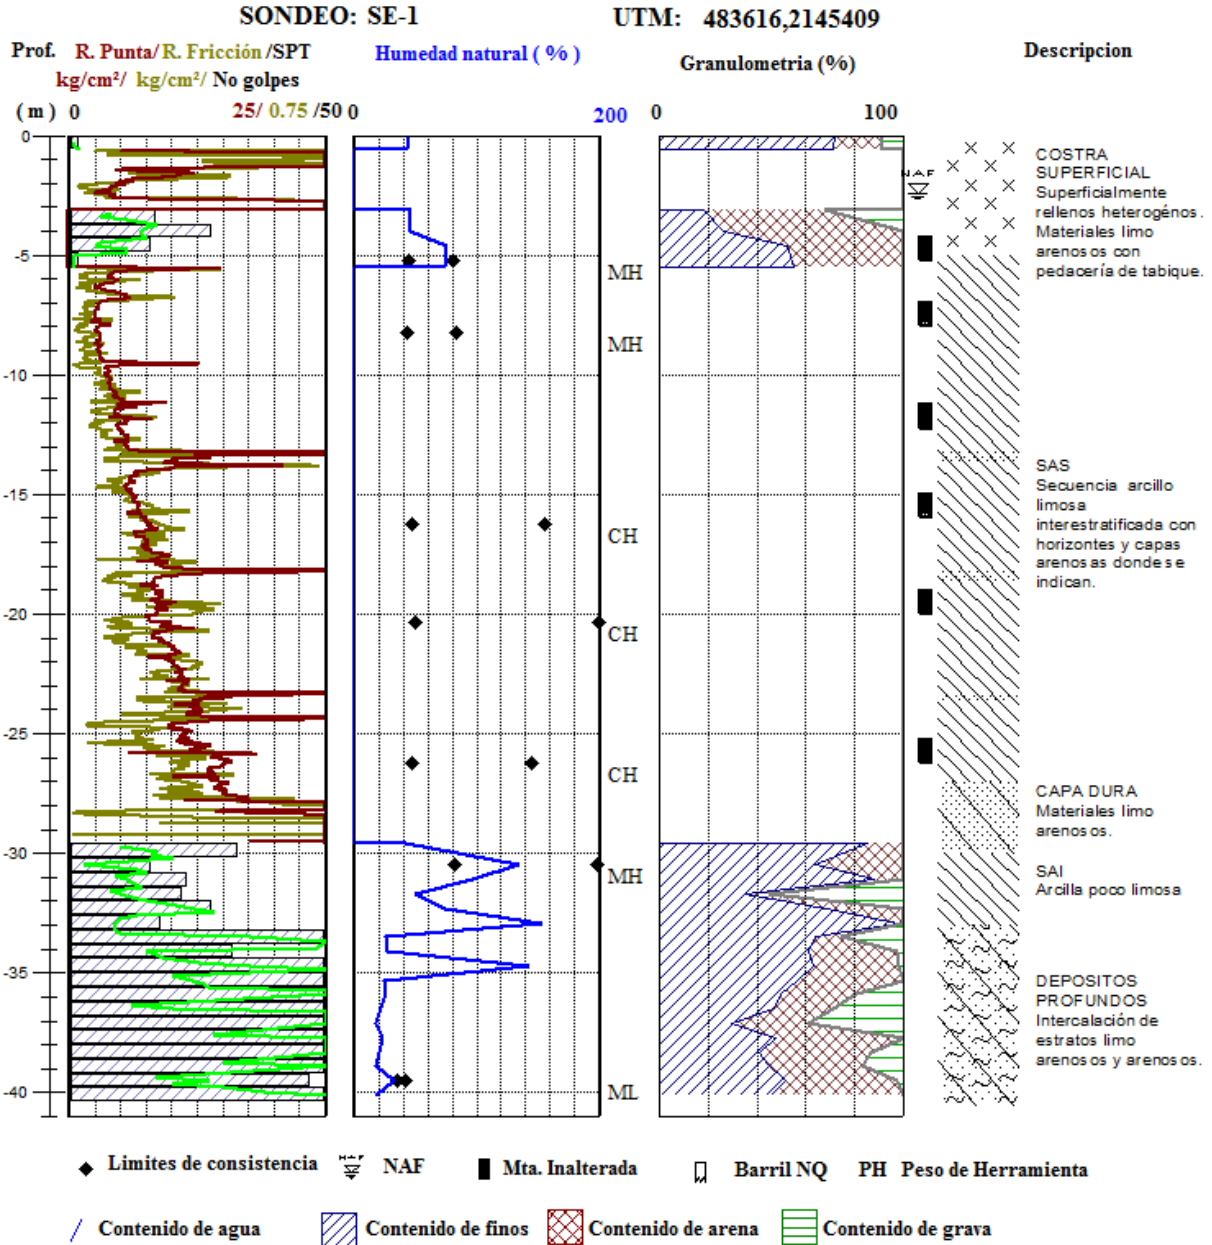 SONDEO: SE-1 UTM: 483616,2145409
Prof. R. Punta/ R. Fricción /SPT Humedad natural ( % ) Granulometria (%) Descripcion
kg/cm²/ kg/cm²/ No golpes
( m ) 0 25/ 0.75 /50 0 200 0 100
0
COSTRA
SUPERFICIAL
Superficialmente
rellenos heterogénos.
Materiales limo
arenosos con
pedacería de tabique.
NAF
-5
MH
MH
-10
SAS
Secuencia arcillo
limosa
interestratificada con
horizontes y capas
arenosas donde se
indican.
-15
CH
-20
CH
-25
CH
CAPA DURA
Materiales limo
arenosos.
-30
MH
SAI
Arcilla poco limosa
-35
DEPOSITOS
PROFUNDOS
Intercalación de
estratos limo
arenosos y arenosos.
-40
ML
Limites de consistencia NAF Mta. Inalterada Barril NQ PH Peso de Herramienta
Contenido de agua Contenido de finos Contenido de arena Contenido de grava